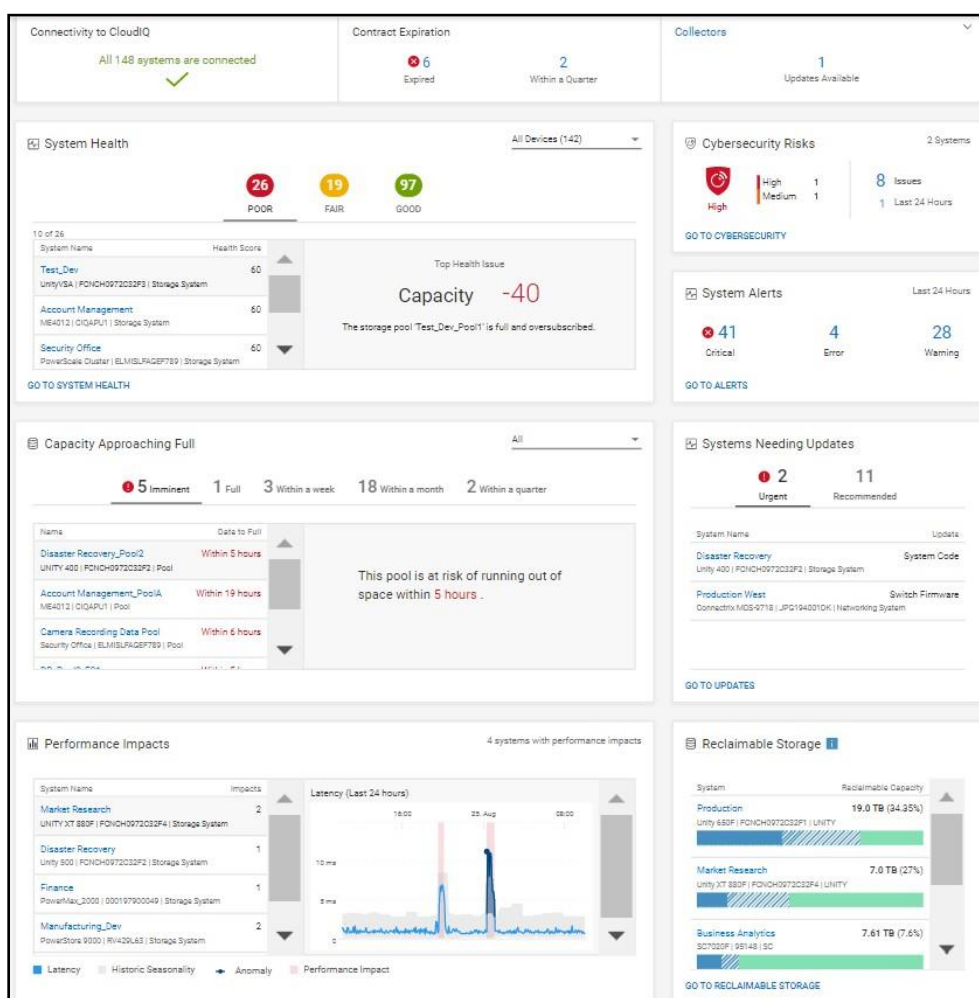 Connectivity to CloudIQ
All 148 systems are connected
Contract Expiration
6
Expired
2
Within a Quarter
Collectors
1
Updates Available
System Health
All Devices (142)
26
POOR
19
FAIR
97
GOOD
10 of 26
System Name Health Score
Test_Dev 60
UnityVSA | FCNCH0972C32F3 | Storage System
Account Management 60
ME4012 | CIQAPU1 | Storage System
Security Office 60
PowerScale Cluster | ELMISLFAGEF789 | Storage System
Top Health Issue
Capacity -40
The storage pool 'Test_Dev_Pool1' is full and oversubscribed.
GO TO SYSTEM HEALTH
Cybersecurity Risks 2 Systems
High
High 1
Medium 1
8 Issues
1 Last 24 Hours
GO TO CYBERSECURITY
System Alerts Last 24 Hours
41
Critical
4
Error
28
Warning
GO TO ALERTS
Capacity Approaching Full
All
5 Imminent 1 Full 3 Within a week 18 Within a month 2 Within a quarter
Name Date to Full
Disaster Recovery_Pool2 Within 5 hours
UNITY 400 | FCNCH0972C32F2 | Pool
Account Management_PoolA Within 19 hours
ME4012 | CIQAPU1 | Pool
Camera Recording Data Pool Within 6 hours
Security Office | ELMISLFAGEF789 | Pool
This pool is at risk of running out of
space within 5 hours .
Systems Needing Updates
2
Urgent
11
Recommended
System Name Update
Disaster Recovery System Code
Unity 400 | FCNCH0972C32F2 | Storage System
Production West Switch Firmware
Connectrix MDS-9718 | JPG194001DK | Networking System
GO TO UPDATES
Performance Impacts 4 systems with performance impacts
System Name Impacts
Market Research 2
UNITY XT 880F | FCNCH0972C32F4 | Storage System
Disaster Recovery 1
Unity 500 | FCNCH0972C32F2 | Storage System
Finance 1
PowerMax_2000 | 000197900049 | Storage System
Manufacturing_Dev 2
PowerStore 9000 | RV429L63 | Storage System
Latency (Last 24 hours)
16:00 25. Aug 08:00
10 ms
5 ms
0
Latency Historic Seasonality Anomaly Performance Impact
Reclaimable Storage
System Reclaimable Capacity
Production 19.0 TB (34.35%)
Unity 650F | FCNCH0972C32F1 | UNITY
Market Research 7.0 TB (27%)
Unity XT 880F | FCNCH0972C32F4 | UNITY
Business Analytics 7.61 TB (7.6%)
SC7020F | 95148 | SC
GO TO RECLAIMABLE STORAGE